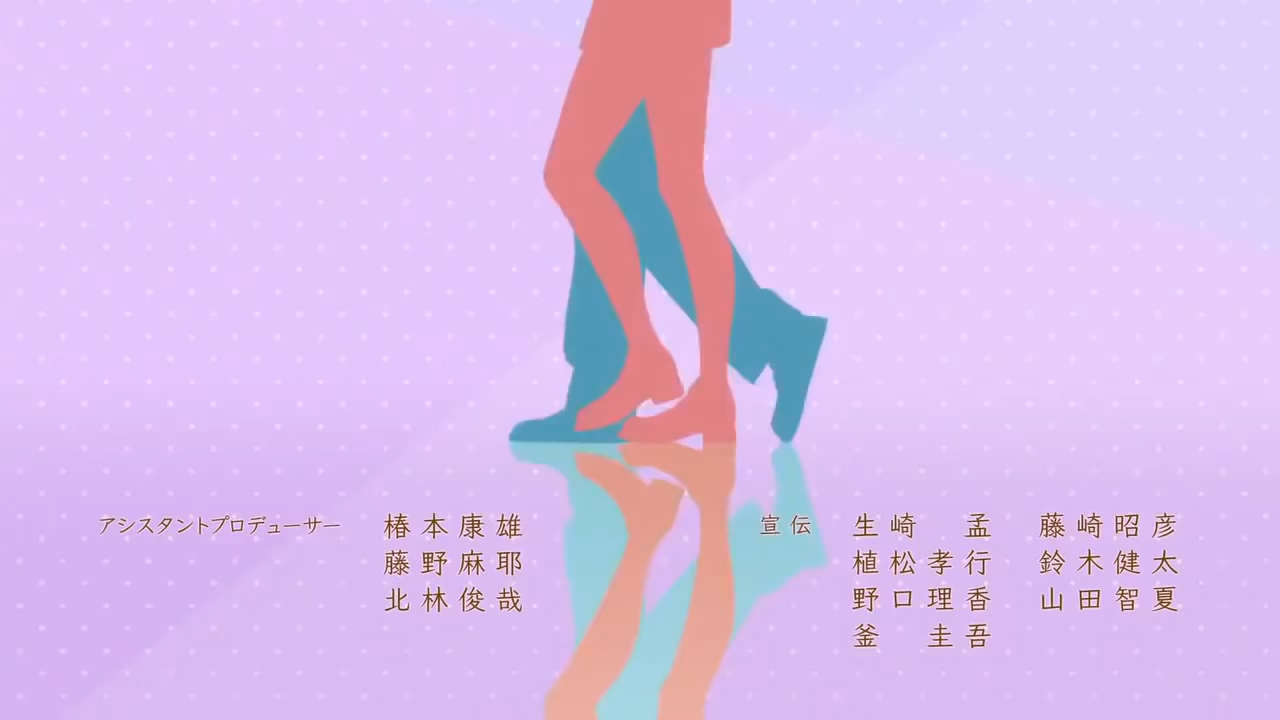 アシスタントプロデューサー 椿本康雄
藤野麻耶
北林俊哉
宣伝 生崎 孟 藤崎昭彦
植松孝行 鈴木健太
野口理香 山田智夏
釜 圭吾